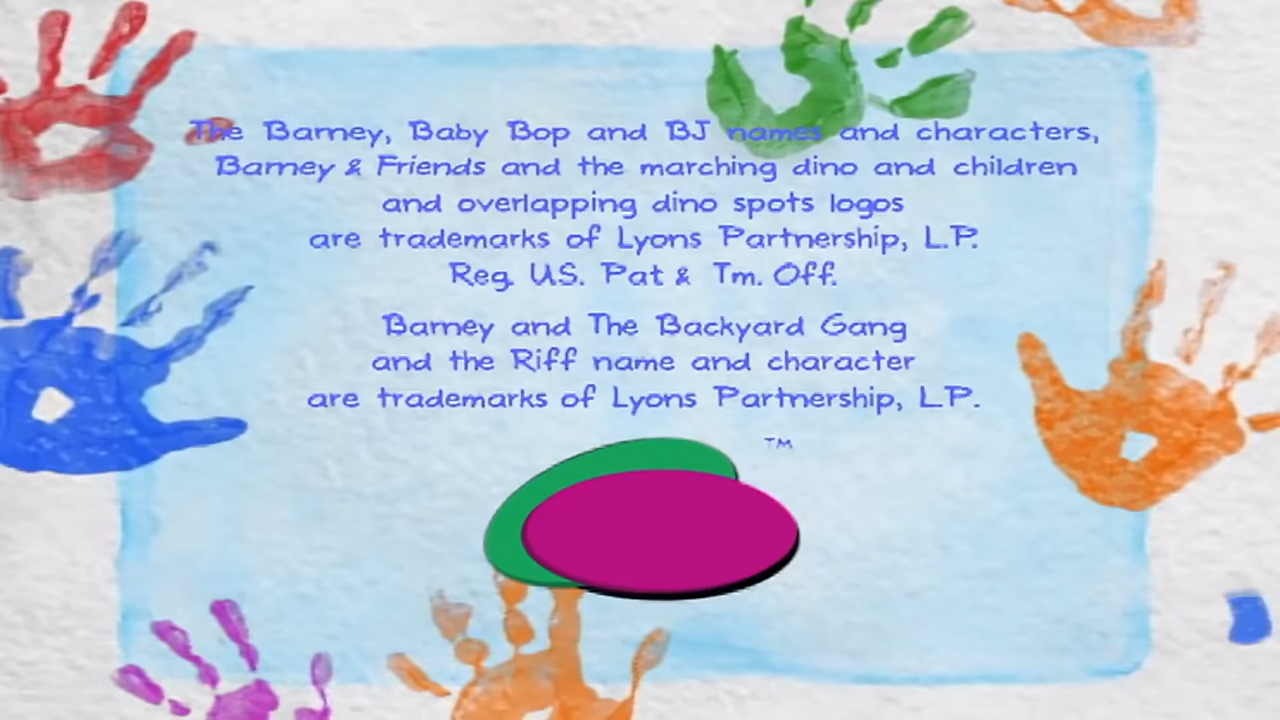 The Barney, Baby Bop and BJ names and characters,
Barney & Friends and the marching dino and children
and overlapping dino spots logos
are trademarks of Lyons Partnership, L.P.
Reg. U.S. Pat & Tm. Off.
Barney and The Backyard Gang
and the Riff name and character
are trademarks of Lyons Partnership, L.P.
TM